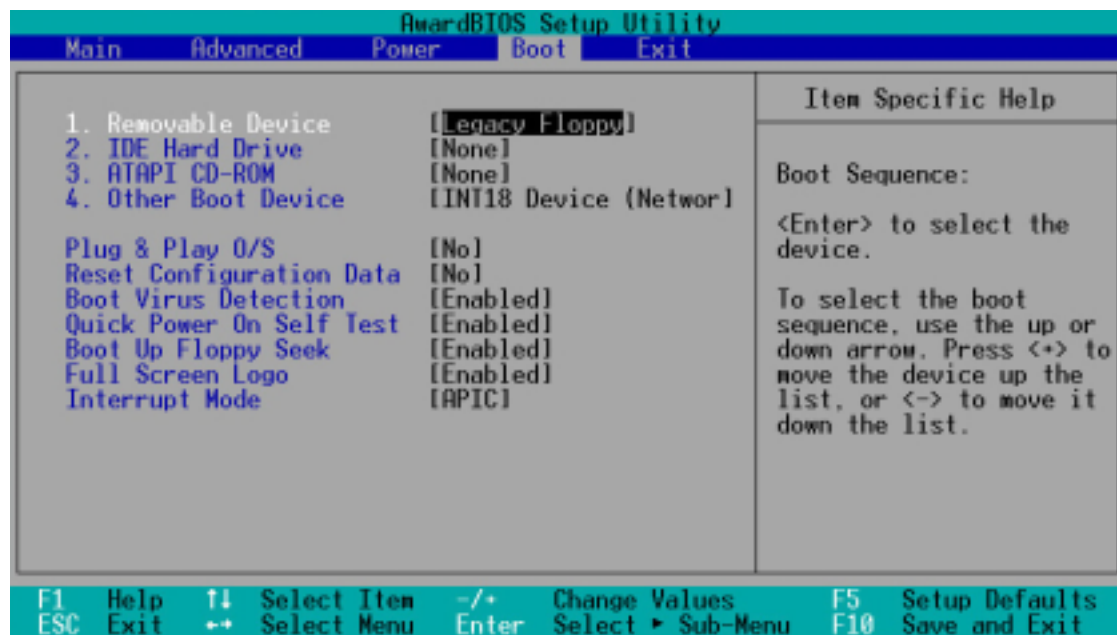 AwardBIOS Setup Utility
Main Advanced Power Boot Exit
1. Removable Device [Legacy Floppy]
2. IDE Hard Drive [None]
3. ATAPI CD-ROM [None]
4. Other Boot Device [INT18 Device (Networ]
Plug & Play O/S [No]
Reset Configuration Data [No]
Boot Virus Detection [Enabled]
Quick Power On Self Test [Enabled]
Boot Up Floppy Seek [Enabled]
Full Screen Logo [Enabled]
Interrupt Mode [APIC]
Item Specific Help
Boot Sequence:
<Enter> to select the
device.
To select the boot
sequence, use the up or
down arrow. Press <+> to
move the device up the
list, or <-> to move it
down the list.
F1 Help ↑↓ Select Item -/+ Change Values F5 Setup Defaults
ESC Exit ←→ Select Menu Enter Select ► Sub-Menu F10 Save and Exit